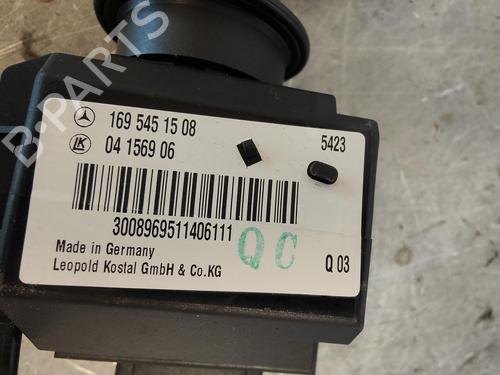 169 545 15 08
5423
LK 04 1569 06
3008969511406111
QC
Made in Germany
Leopold Kostal GmbH & Co.KG
Q 03
B-PARTS